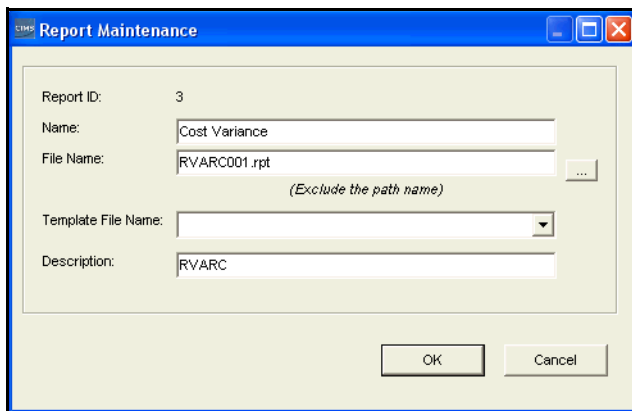 CIMS Report Maintenance
Report ID: 3
Name: Cost Variance
File Name: RVARC001.rpt ...
(Exclude the path name)
Template File Name:
Description: RVARC
OK Cancel